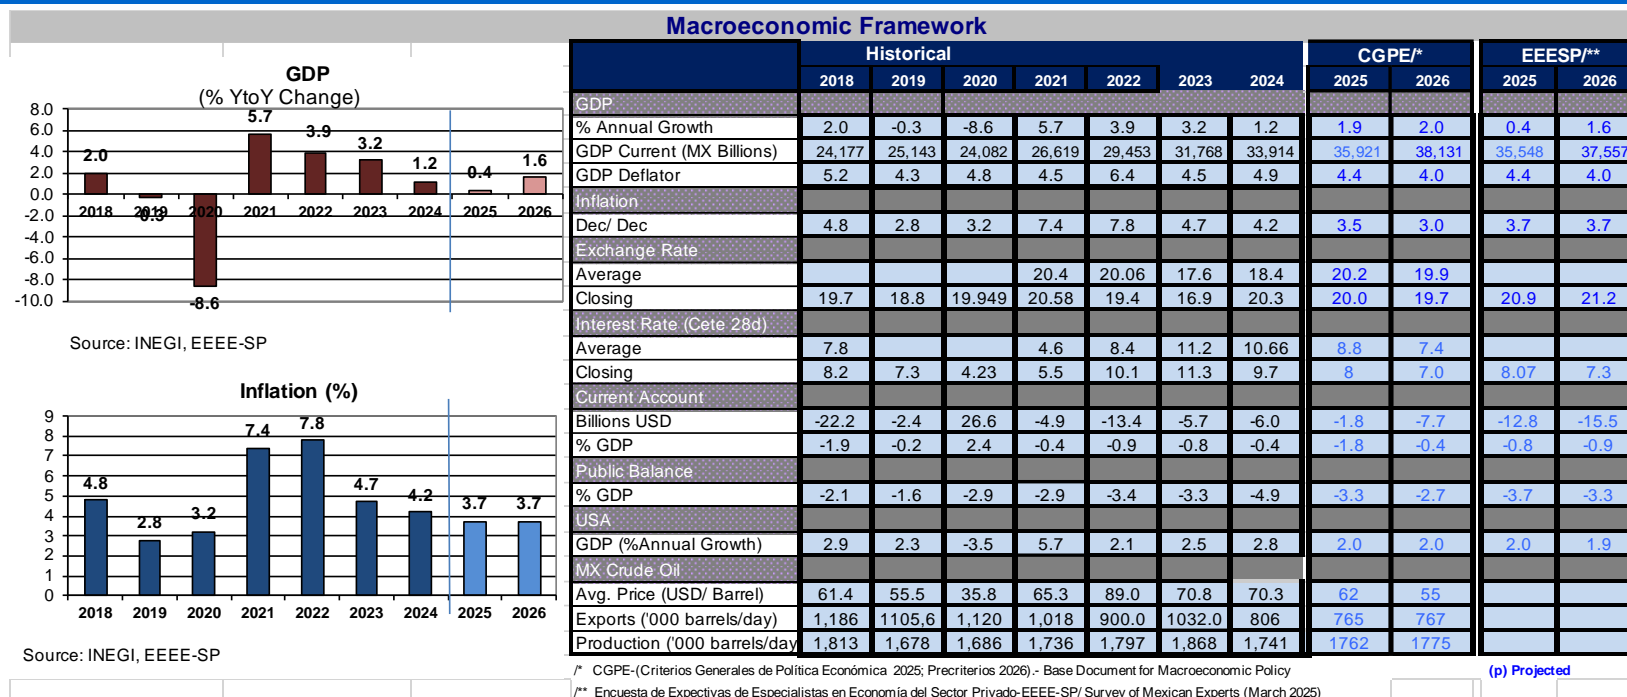 Macroeconomic Framework
GDP
(% YtoY Change)
8.0
6.0
4.0
2.0
0.0
-2.0
-4.0
-6.0
-8.0
-10.0
2.0
-0.3
-8.6
5.7
3.9
3.2
1.2
0.4
1.6
2018 2019 2020 2021 2022 2023 2024 2025 2026
Source: INEGI, EEEE-SP
Inflation (%)
9
8
7
6
5
4
3
2
1
0
4.8
2.8
3.2
7.4
7.8
4.7
4.2
3.7
3.7
2018 2019 2020 2021 2022 2023 2024 2025 2026
Source: INEGI, EEEE-SP
Historical CGPE/* EEESP/**
2018 2019 2020 2021 2022 2023 2024 2025 2026 2025 2026
GDP
% Annual Growth 2.0 -0.3 -8.6 5.7 3.9 3.2 1.2 1.9 2.0 0.4 1.6
GDP Current (MX Billions) 24,177 25,143 24,082 26,619 29,453 31,768 33,914 35,921 38,131 35,548 37,557
GDP Deflator 5.2 4.3 4.8 4.5 6.4 4.5 4.9 4.4 4.0 4.4 4.0
Inflation
Dec/ Dec 4.8 2.8 3.2 7.4 7.8 4.7 4.2 3.5 3.0 3.7 3.7
Exchange Rate
Average 20.4 20.06 17.6 18.4 20.2 19.9
Closing 19.7 18.8 19.949 20.58 19.4 16.9 20.3 20.0 19.7 20.9 21.2
Interest Rate (Cete 28d)
Average 7.8 4.6 8.4 11.2 10.66 8.8 7.4
Closing 8.2 7.3 4.23 5.5 10.1 11.3 9.7 8 7.0 8.07 7.3
Current Account
Billions USD -22.2 -2.4 26.6 -4.9 -13.4 -5.7 -6.0 -1.8 -7.7 -12.8 -15.5
% GDP -1.9 -0.2 2.4 -0.4 -0.9 -0.8 -0.4 -1.8 -0.4 -0.8 -0.9
Public Balance
% GDP -2.1 -1.6 -2.9 -2.9 -3.4 -3.3 -4.9 -3.3 -2.7 -3.7 -3.3
USA
GDP (%Annual Growth) 2.9 2.3 -3.5 5.7 2.1 2.5 2.8 2.0 2.0 2.0 1.9
MX Crude Oil
Avg. Price (USD/ Barrel) 61.4 55.5 35.8 65.3 89.0 70.8 70.3 62 55
Exports ('000 barrels/day) 1,186 1105,6 1,120 1,018 900.0 1032.0 806 765 767
Production ('000 barrels/day 1,813 1,678 1,686 1,736 1,797 1,868 1,741 1762 1775
/* CGPE-(Criterios Generales de Política Económica 2025; Precriterios 2026).- Base Document for Macroeconomic Policy
(p) Projected
/** Encuesta de Expectivas de Especialistas en Economía del Sector Privado-EEEE-SP/ Survey of Mexican Experts (March 2025)